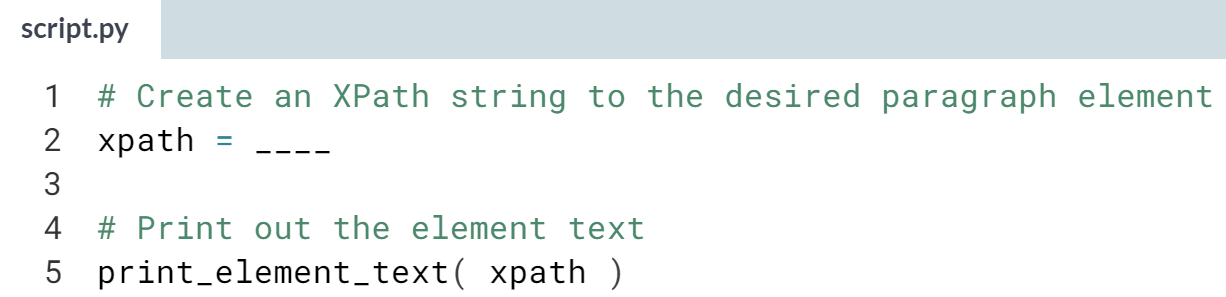 script.py
1 # Create an XPath string to the desired paragraph element
2 xpath = ____
3
4 # Print out the element text
5 print_element_text( xpath )